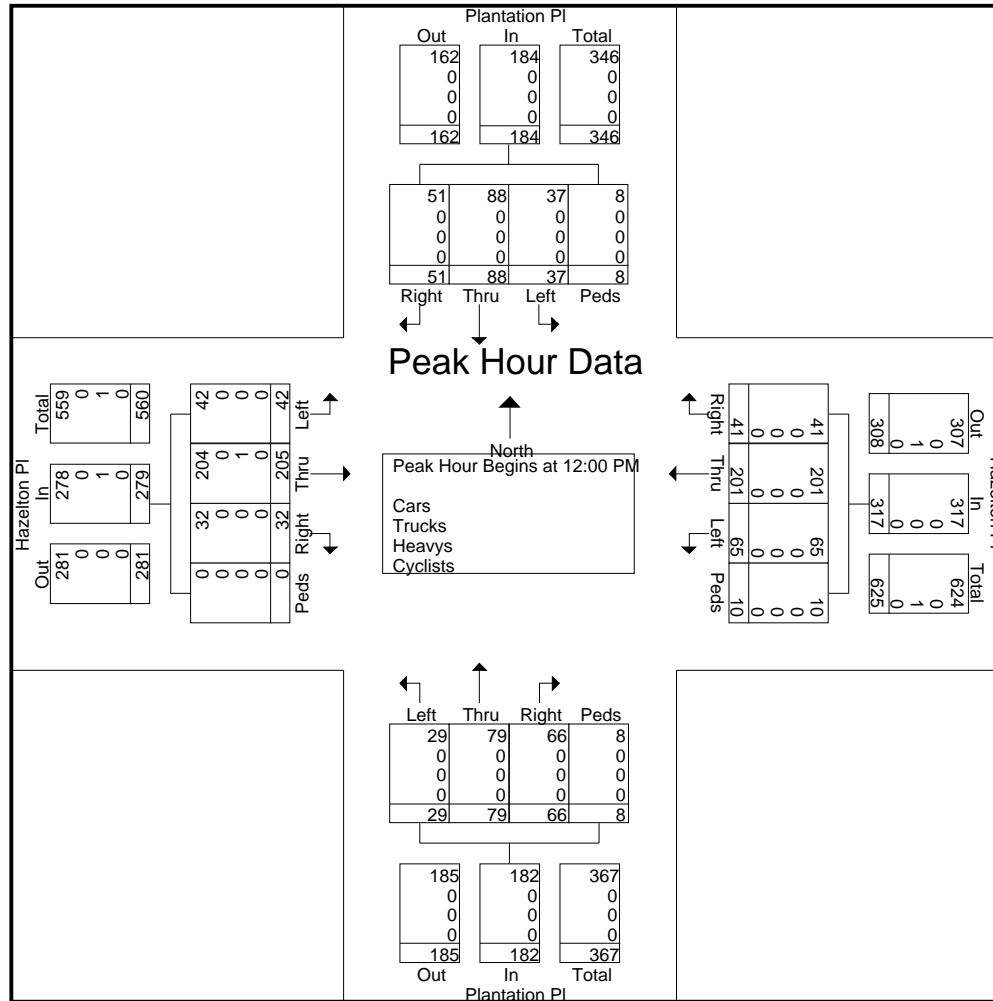 Plantation Pl
Out In Total
162 184 346
0 0 0
0 0 0
0 0 0
162 184 346
51 88 37 8
0 0 0 0
0 0 0 0
0 0 0 0
51 88 37 8
Right Thru Left Peds
Peak Hour Data
North
Peak Hour Begins at 12:00 PM
Cars
Trucks
Heavys
Cyclists
Hazelton Pl
Total
559 0 1 0 560
In
278 0 1 0 279
Out
281 0 0 0 281
42 0 0 0 42
Left
204 0 1 0 205
Thru
32 0 0 0 32
Right
0 0 0 0 0
Peds
Right
41 0 0 0 41
Thru
201 0 0 0 201
Left
65 0 0 0 65
Peds
10 0 0 0 10
Out
307 0 1 0 308
In
317 0 0 0 317
Total
624 0 1 0 625
Left Thru Right Peds
29 79 66 8
0 0 0 0
0 0 0 0
0 0 0 0
29 79 66 8
185 182 367
0 0 0
0 0 0
0 0 0
185 182 367
Out In Total
Plantation Pl